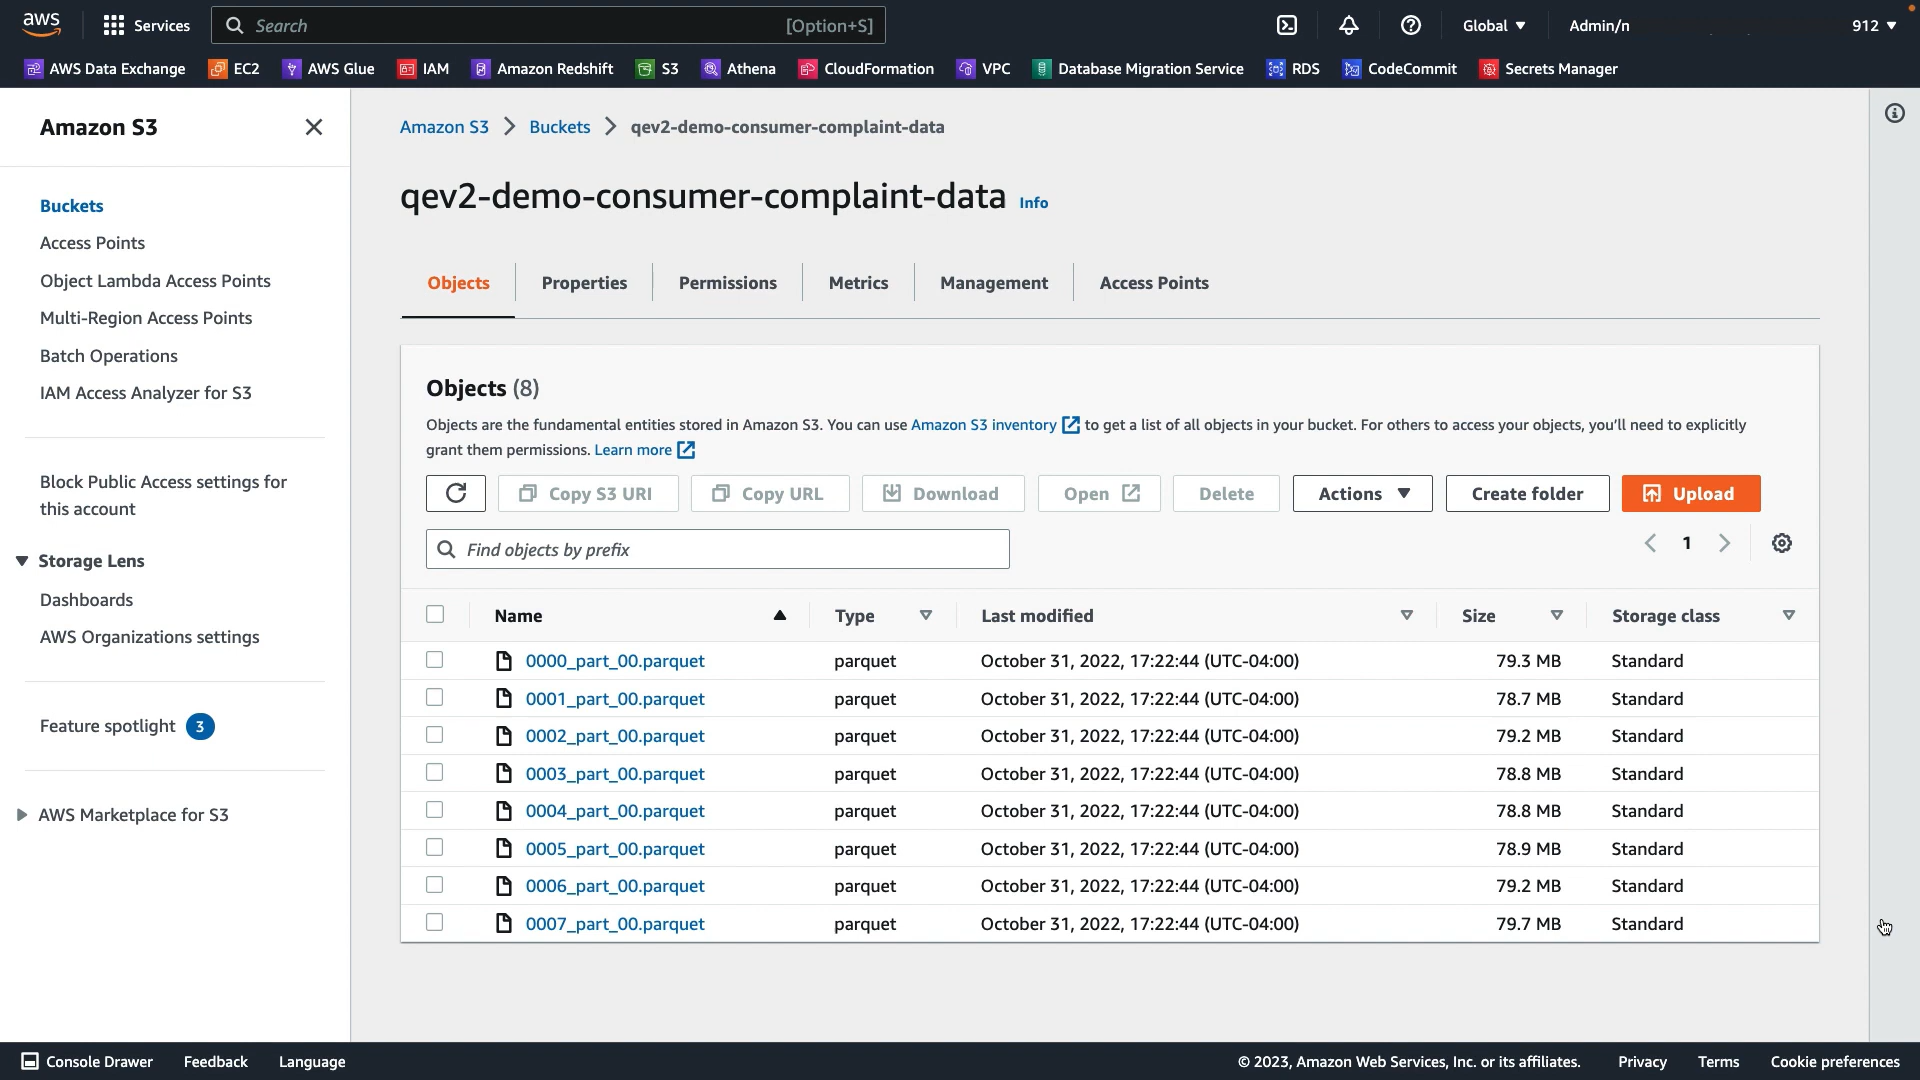 aws
Services
Search
[Option+S]
Global ▼
Admin/n
912 ▼
AWS Data Exchange
EC2
AWS Glue
IAM
Amazon Redshift
S3
Athena
CloudFormation
VPC
Database Migration Service
RDS
CodeCommit
Secrets Manager
Amazon S3
Buckets
Access Points
Object Lambda Access Points
Multi-Region Access Points
Batch Operations
IAM Access Analyzer for S3
Block Public Access settings for
this account
Storage Lens
Dashboards
AWS Organizations settings
Feature spotlight 3
AWS Marketplace for S3
Amazon S3 > Buckets > qev2-demo-consumer-complaint-data
qev2-demo-consumer-complaint-data Info
Objects
Properties
Permissions
Metrics
Management
Access Points
Objects (8)
Objects are the fundamental entities stored in Amazon S3. You can use Amazon S3 inventory to get a list of all objects in your bucket. For others to access your objects, you'll need to explicitly
grant them permissions. Learn more
Copy S3 URI
Copy URL
Download
Open
Delete
Actions ▼
Create folder
Upload
Find objects by prefix
< 1 >
Name Type Last modified Size Storage class
0000_part_00.parquet parquet October 31, 2022, 17:22:44 (UTC-04:00) 79.3 MB Standard
0001_part_00.parquet parquet October 31, 2022, 17:22:44 (UTC-04:00) 78.7 MB Standard
0002_part_00.parquet parquet October 31, 2022, 17:22:44 (UTC-04:00) 79.2 MB Standard
0003_part_00.parquet parquet October 31, 2022, 17:22:44 (UTC-04:00) 78.8 MB Standard
0004_part_00.parquet parquet October 31, 2022, 17:22:44 (UTC-04:00) 78.8 MB Standard
0005_part_00.parquet parquet October 31, 2022, 17:22:44 (UTC-04:00) 78.9 MB Standard
0006_part_00.parquet parquet October 31, 2022, 17:22:44 (UTC-04:00) 79.2 MB Standard
0007_part_00.parquet parquet October 31, 2022, 17:22:44 (UTC-04:00) 79.7 MB Standard
Console Drawer
Feedback
Language
© 2023, Amazon Web Services, Inc. or its affiliates.
Privacy
Terms
Cookie preferences